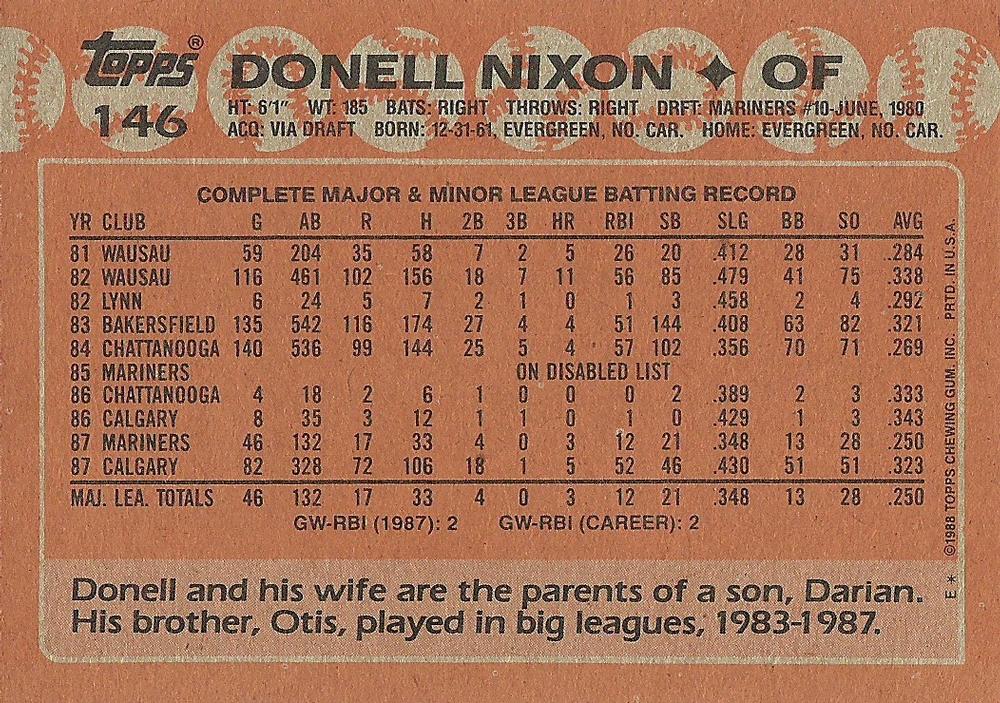 TOPPS®
146
DONELL NIXON ✦ OF
HT: 6'1" WT: 185 BATS: RIGHT THROWS: RIGHT DRFT: MARINERS #10-JUNE, 1980
ACQ: VIA DRAFT BORN: 12-31-61, EVERGREEN, NO. CAR. HOME: EVERGREEN, NO. CAR.
COMPLETE MAJOR & MINOR LEAGUE BATTING RECORD
YR CLUB G AB R H 2B 3B HR RBI SB SLG BB SO AVG
81 WAUSAU 59 204 35 58 7 2 5 26 20 .412 28 31 .284
82 WAUSAU 116 461 102 156 18 7 11 56 85 .479 41 75 .338
82 LYNN 6 24 5 7 2 1 0 1 3 .458 2 4 .292
83 BAKERSFIELD 135 542 116 174 27 4 4 51 144 .408 63 82 .321
84 CHATTANOOGA 140 536 99 144 25 5 4 57 102 .356 70 71 .269
85 MARINERS ON DISABLED LIST
86 CHATTANOOGA 4 18 2 6 1 0 0 0 2 .389 2 3 .333
86 CALGARY 8 35 3 12 1 1 0 1 0 .429 1 3 .343
87 MARINERS 46 132 17 33 4 0 3 12 21 .348 13 28 .250
87 CALGARY 82 328 72 106 18 1 5 52 46 .430 51 51 .323
MAJ. LEA. TOTALS 46 132 17 33 4 0 3 12 21 .348 13 28 .250
GW-RBI (1987): 2 GW-RBI (CAREER): 2
Donell and his wife are the parents of a son, Darian.
His brother, Otis, played in big leagues, 1983-1987.
E * ©1988 TOPPS CHEWING GUM, INC. PRTD. IN U.S.A.